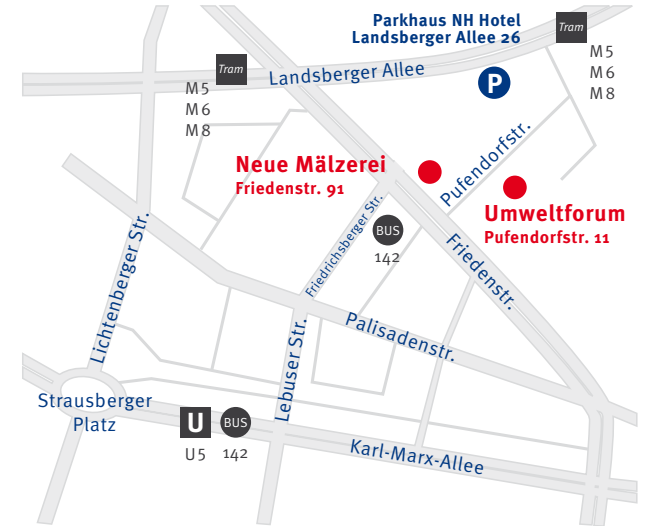 Parkhaus NH Hotel
Landsberger Allee 26
Tram
M5
M6
M8
Tram
M5
M6
M8
Landsberger Allee
P
Pufendorfstr.
Neue Mälzerei
Friedenstr. 91
Umweltforum
Pufendorfstr. 11
Friedrichsberger Str.
BUS
142
Friedenstr.
Lichtenberger Str.
Palisadenstr.
Lebuser Str.
Strausberger
Platz
U
U5
BUS
142
Karl-Marx-Allee